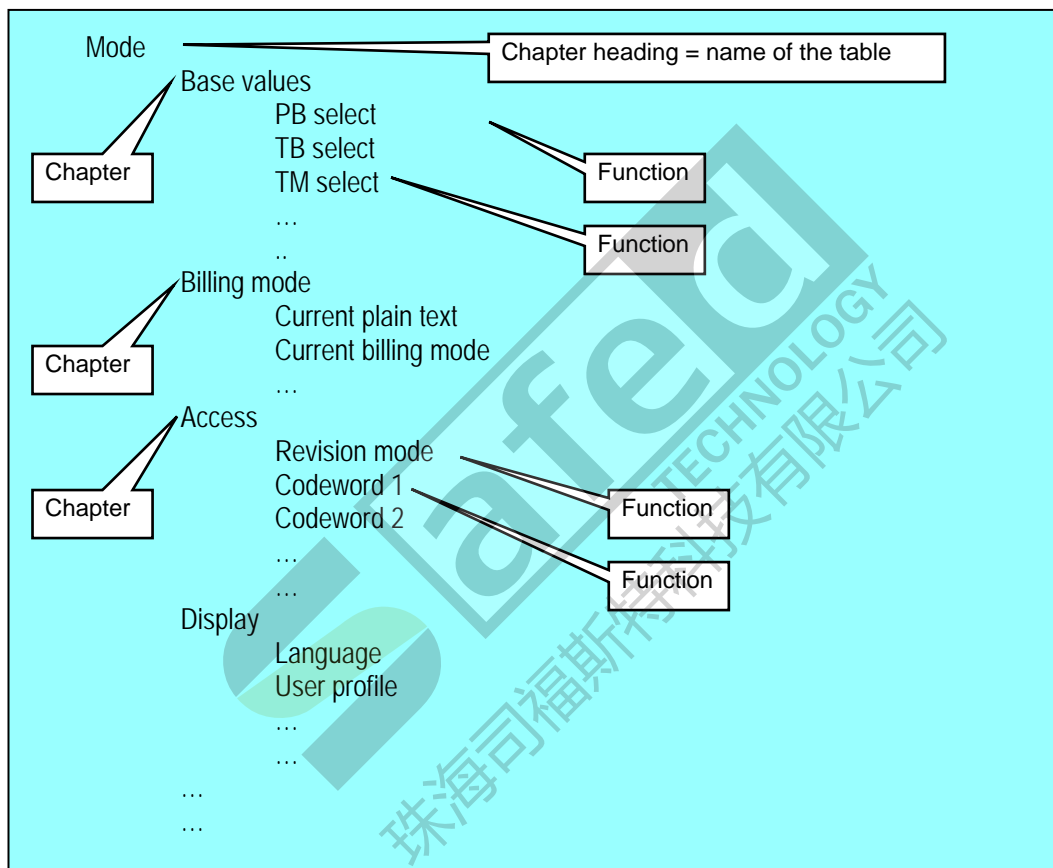 Mode
Chapter heading = name of the table
Base values
PB select
Chapter
TB select
Function
TM select
…
Function
..
Billing mode
Current plain text
Chapter
Current billing mode
…
Access
Revision mode
Chapter
Codeword 1
Function
Codeword 2
…
Function
…
Display
Language
User profile
…
…
…
…
Safed
TECHNOLOGY
珠海司福斯特科技有限公司